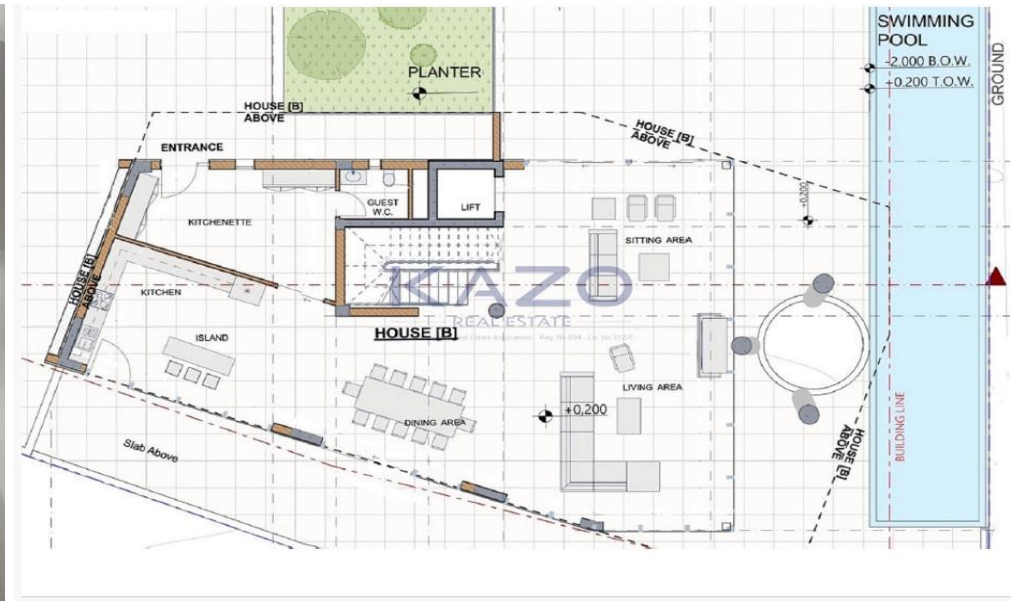 SWIMMING
POOL
-2.000 B.O.W.
+0.200 T.O.W.
GROUND
PLANTER
HOUSE [B]
ABOVE
HOUSE [B]
ABOVE
ENTRANCE
GUEST
W.C.
LIFT
KITCHENETTE
+0,200
SITTING AREA
HOUSE [B]
ABOVE
KITCHEN
KAZO
REAL ESTATE
HOUSE [B]
ISLAND
LIVING AREA
+0,200
DINING AREA
BUILDING LINE
HOUSE [B]
ABOVE
Slab Above